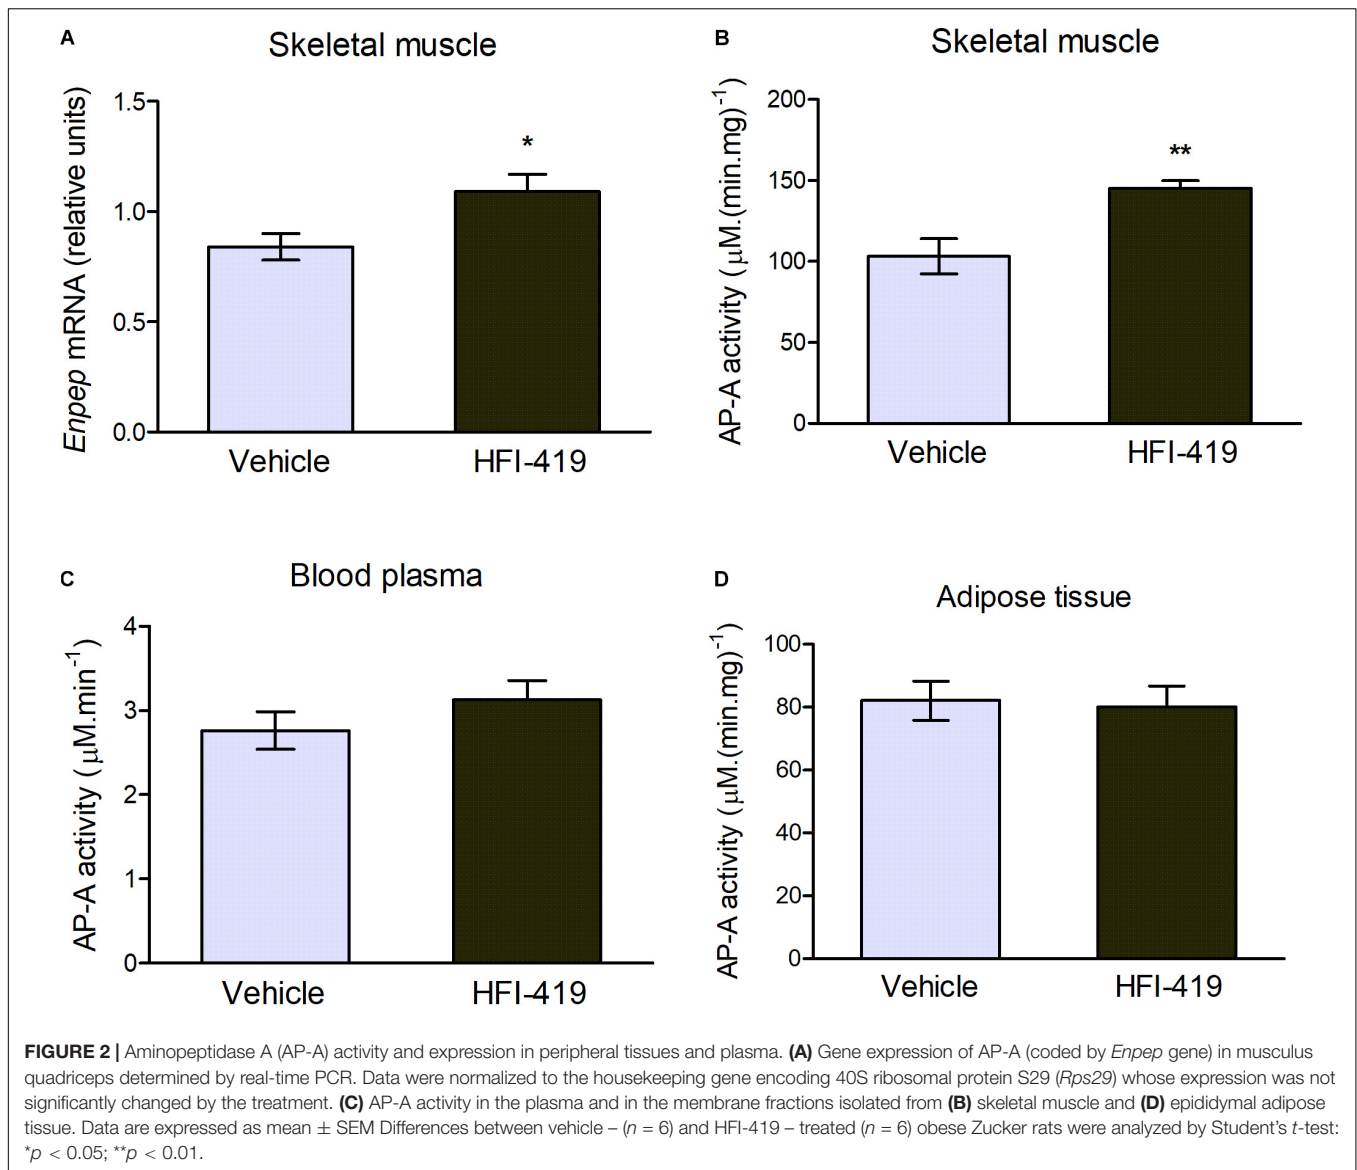 A
Skeletal muscle
Enpep mRNA (relative units)
1.5
1.0
0.5
0.0
*
Vehicle
HFI-419
B
Skeletal muscle
AP-A activity (μM.(min.mg)⁻¹
200
150
100
50
0
**
Vehicle
HFI-419
C
Blood plasma
AP-A activity (μM.min⁻¹)
4
3
2
1
0
Vehicle
HFI-419
D
Adipose tissue
AP-A activity (μM.(min.mg)⁻¹
100
80
60
40
20
0
Vehicle
HFI-419
FIGURE 2 | Aminopeptidase A (AP-A) activity and expression in peripheral tissues and plasma. (A) Gene expression of AP-A (coded by Enpep gene) in musculus
quadriceps determined by real-time PCR. Data were normalized to the housekeeping gene encoding 40S ribosomal protein S29 (Rps29) whose expression was not
significantly changed by the treatment. (C) AP-A activity in the plasma and in the membrane fractions isolated from (B) skeletal muscle and (D) epididymal adipose
tissue. Data are expressed as mean ± SEM Differences between vehicle – (n = 6) and HFI-419 – treated (n = 6) obese Zucker rats were analyzed by Student's t-test:
*p < 0.05; **p < 0.01.